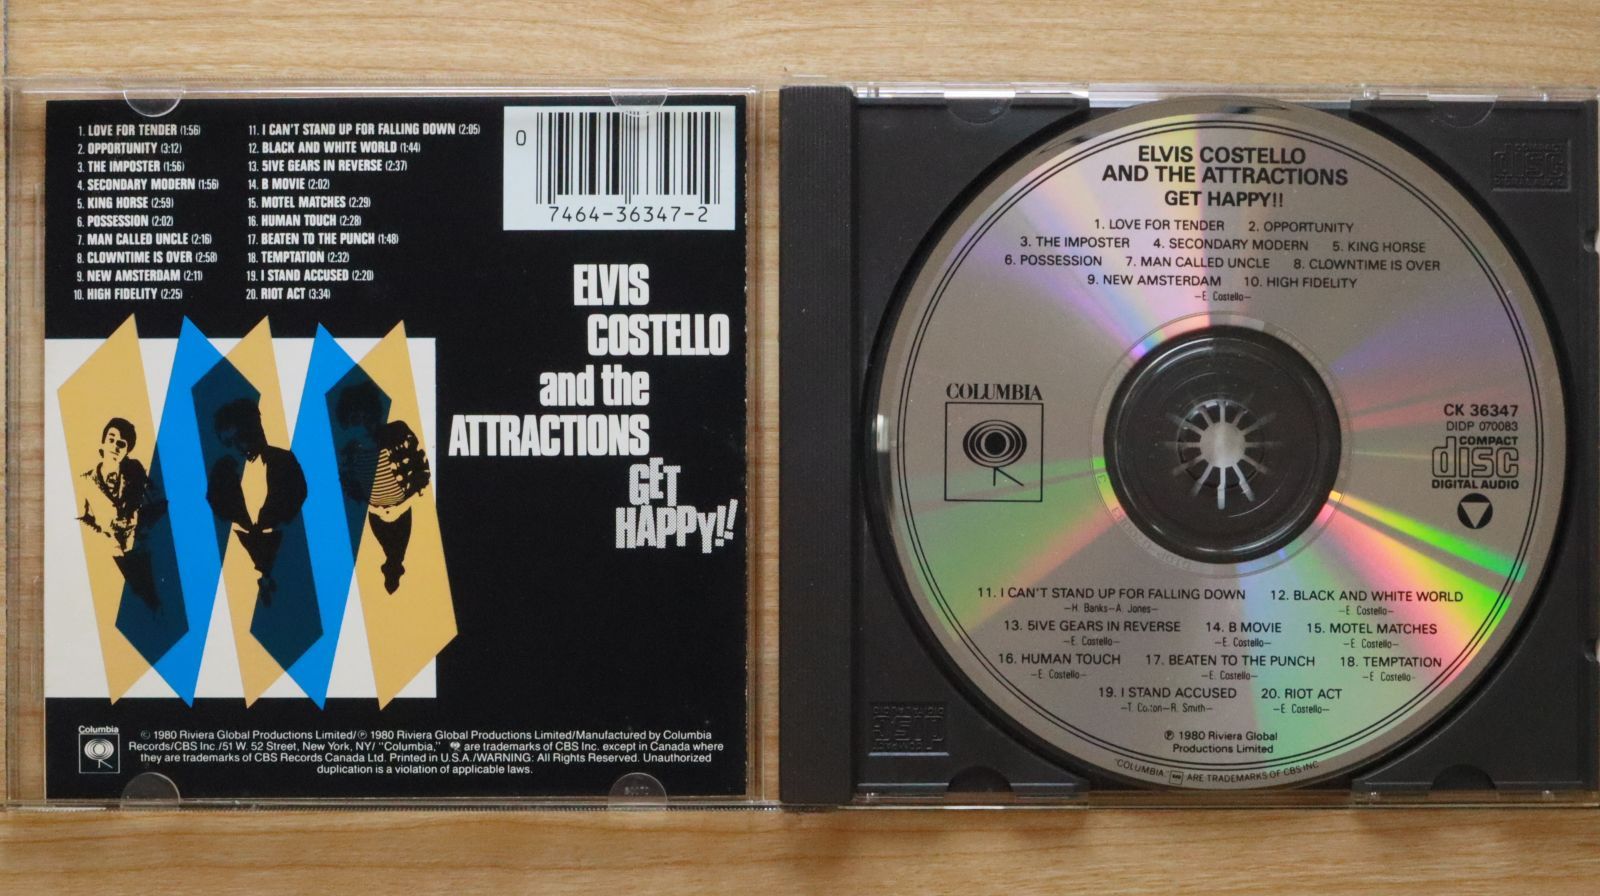 1. LOVE FOR TENDER (1:56)
2. OPPORTUNITY (3:12)
3. THE IMPOSTER (1:56)
4. SECONDARY MODERN (1:56)
5. KING HORSE (2:59)
6. POSSESSION (2:02)
7. MAN CALLED UNCLE (2:16)
8. CLOWNTIME IS OVER (2:58)
9. NEW AMSTERDAM (2:11)
10. HIGH FIDELITY (2:25)
11. I CAN'T STAND UP FOR FALLING DOWN (2:05)
12. BLACK AND WHITE WORLD (1:44)
13. 5IVE GEARS IN REVERSE (2:37)
14. B MOVIE (2:02)
15. MOTEL MATCHES (2:29)
16. HUMAN TOUCH (2:28)
17. BEATEN TO THE PUNCH (1:48)
18. TEMPTATION (2:32)
19. I STAND ACCUSED (2:20)
20. RIOT ACT (3:34)
0
7464-36347-2
ELVIS
COSTELLO
and the
ATTRACTIONS
GET
HAPPY!!
Columbia
© 1980 Riviera Global Productions Limited/℗ 1980 Riviera Global Productions Limited/Manufactured by Columbia
Records/CBS Inc./51 W. 52 Street, New York, NY/ "Columbia," are trademarks of CBS Inc. except in Canada where
they are trademarks of CBS Records Canada Ltd. Printed in U.S.A./WARNING: All Rights Reserved. Unauthorized
duplication is a violation of applicable laws.
ELVIS COSTELLO
AND THE ATTRACTIONS
GET HAPPY!!
1. LOVE FOR TENDER 2. OPPORTUNITY
3. THE IMPOSTER 4. SECONDARY MODERN 5. KING HORSE
6. POSSESSION 7. MAN CALLED UNCLE 8. CLOWNTIME IS OVER
9. NEW AMSTERDAM 10. HIGH FIDELITY
—E. Costello—
COLUMBIA
CK 36347
DIDP 070083
COMPACT
disc
DIGITAL AUDIO
11. I CAN'T STAND UP FOR FALLING DOWN 12. BLACK AND WHITE WORLD
—H. Banks—A. Jones— —E. Costello—
13. 5IVE GEARS IN REVERSE 14. B MOVIE 15. MOTEL MATCHES
—E. Costello— —E. Costello— —E. Costello—
16. HUMAN TOUCH 17. BEATEN TO THE PUNCH 18. TEMPTATION
—E. Costello— —E. Costello— —E. Costello—
19. I STAND ACCUSED 20. RIOT ACT
—T. Colton—R. Smith— —E. Costello—
℗ 1980 Riviera Global
Productions Limited
"COLUMBIA," ARE TRADEMARKS OF CBS INC.
COMPACT
disc